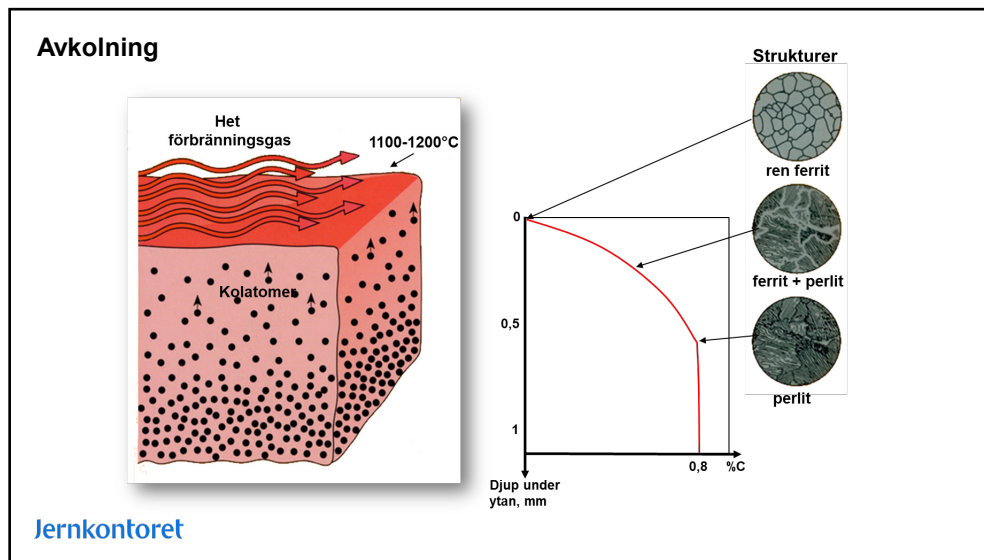 Avkolning
Het
förbränningsgas
1100-1200°C
Kolatomer
Strukturer
ren ferrit
ferrit + perlit
perlit
0
0,5
1
0,8
%C
Djup under
ytan, mm
Jernkontoret